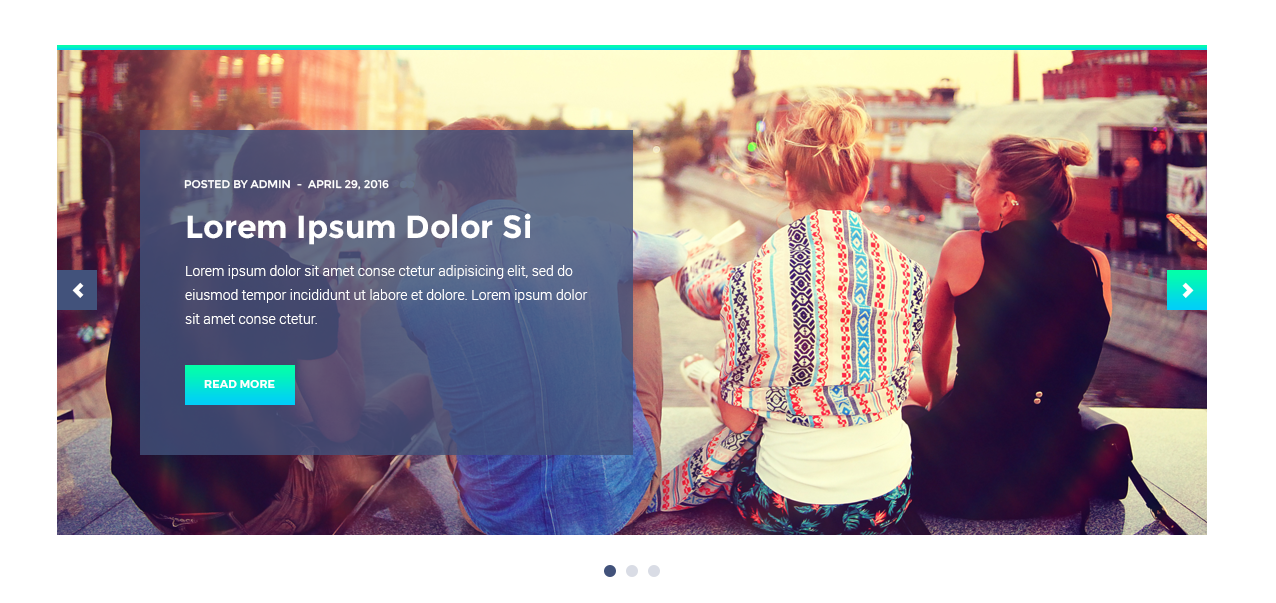 POSTED BY ADMIN - APRIL 29, 2016
Lorem Ipsum Dolor Si
Lorem ipsum dolor sit amet conse ctetur adipisicing elit, sed do
eiusmod tempor incididunt ut labore et dolore. Lorem ipsum dolor
sit amet conse ctetur.
READ MORE